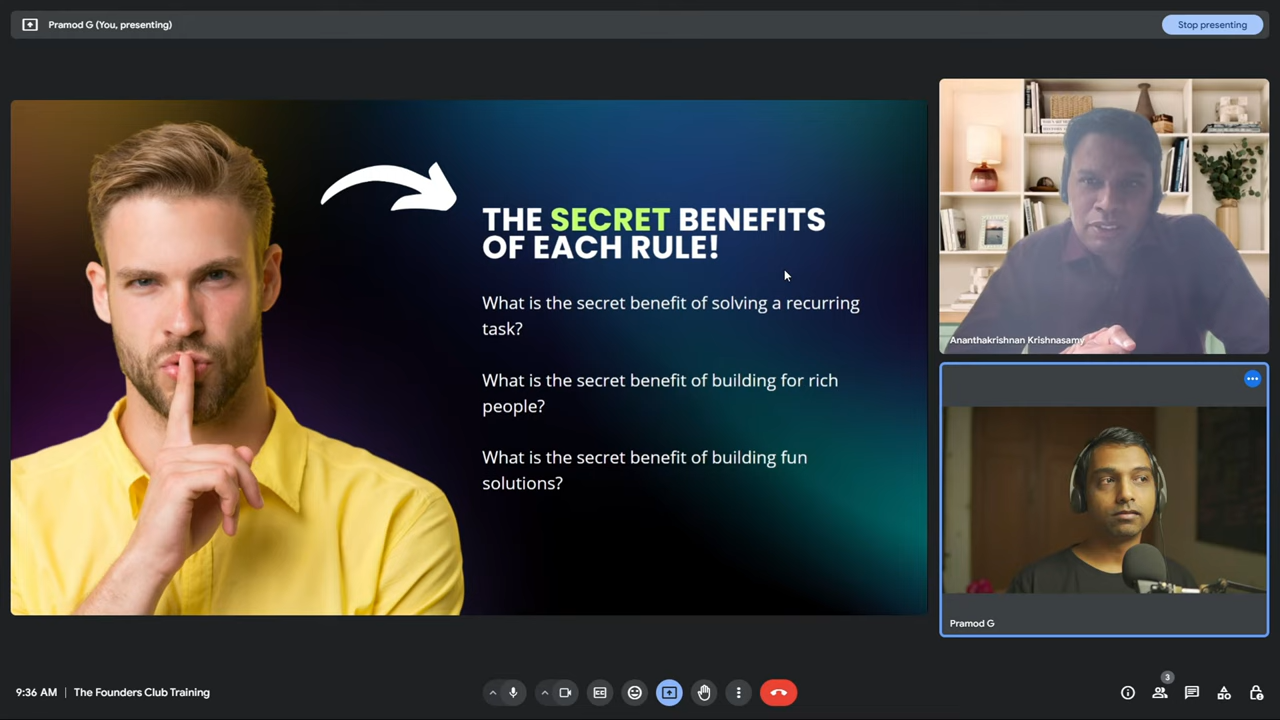 Pramod G (You, presenting)
Stop presenting
THE SECRET BENEFITS
OF EACH RULE!
What is the secret benefit of solving a recurring
task?
What is the secret benefit of building for rich
people?
What is the secret benefit of building fun
solutions?
Ananthakrishnan Krishnasamy
Pramod G
9:36 AM | The Founders Club Training
3